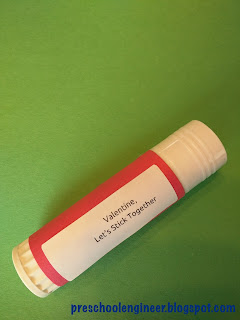 Valentine,
Let's Stick Together
preschoolengineer.blogspot.com